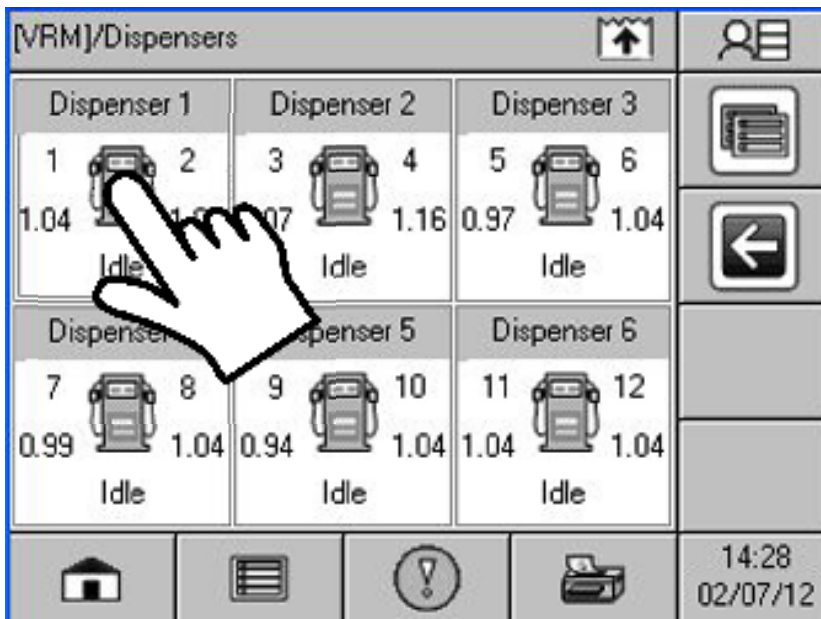 [VRM]/Dispensers
Dispenser 1 Dispenser 2 Dispenser 3
1 2 3 4 5 6
1.04 1.16 0.97 1.04
Idle Idle Idle
Dispenser 5 Dispenser 6
7 8 9 10 11 12
0.99 1.04 0.94 1.04 1.04 1.04
Idle Idle Idle
14:28
02/07/12